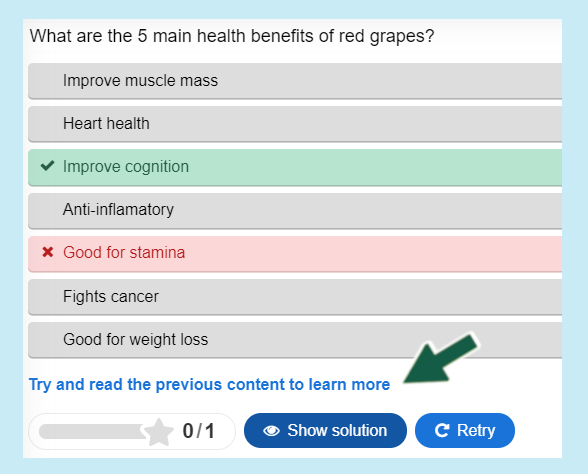 What are the 5 main health benefits of red grapes?
Improve muscle mass
Heart health
Improve cognition
Anti-inflamatory
Good for stamina
Fights cancer
Good for weight loss
Try and read the previous content to learn more
0/1 Show solution Retry